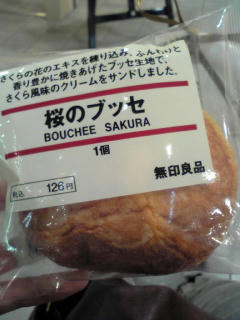 さくらの花のエキスを練り込み、ふんわりと
香り豊かに焼きあげたブッセ生地で、
さくら風味のクリームをサンドしました。
桜のブッセ
BOUCHEE SAKURA
1個
無印良品
税込 126円